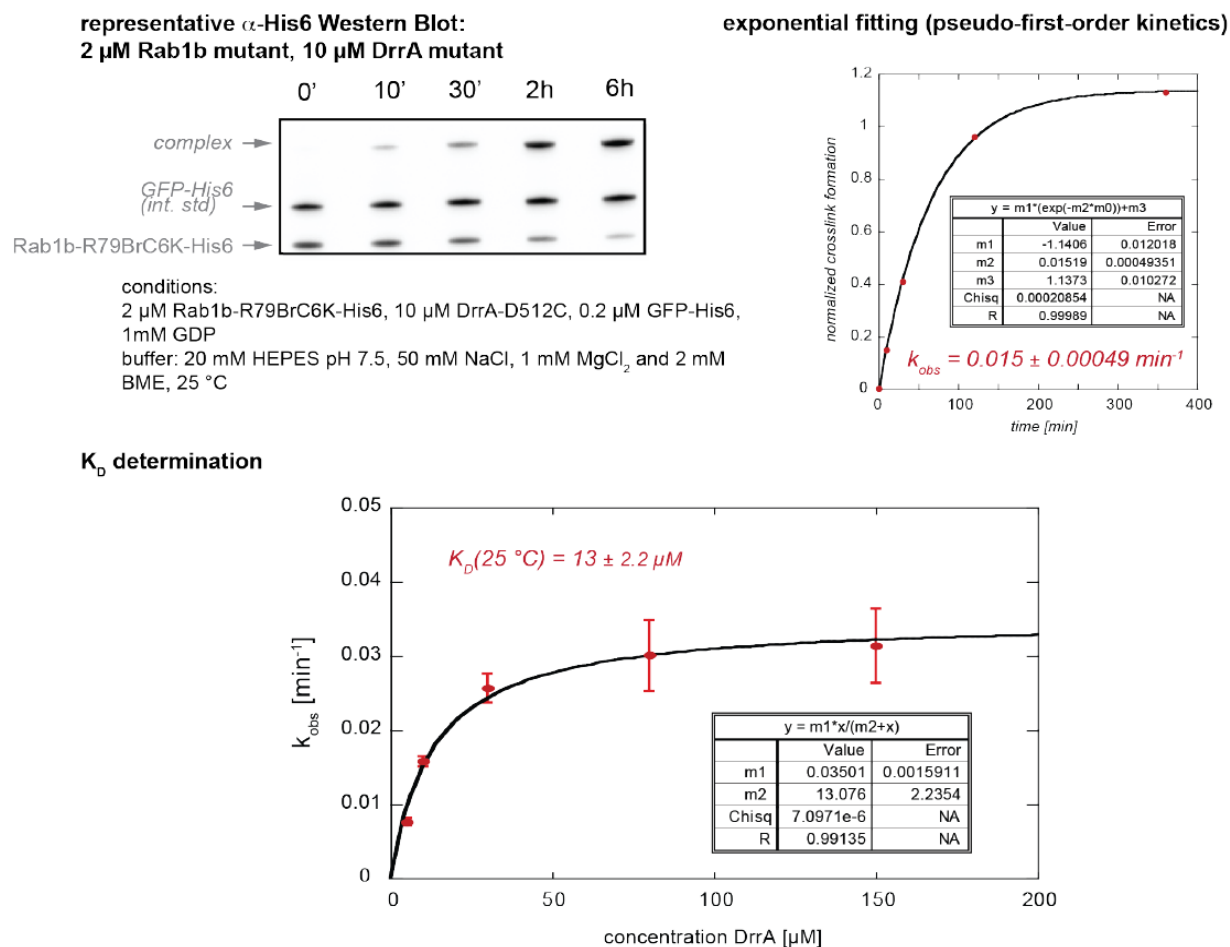 representative α-His6 Western Blot:
2 µM Rab1b mutant, 10 µM DrrA mutant
0' 10' 30' 2h 6h
complex
GFP-His6
(int. std)
Rab1b-R79BrC6K-His6
conditions:
2 µM Rab1b-R79BrC6K-His6, 10 µM DrrA-D512C, 0.2 µM GFP-His6,
1mM GDP
buffer: 20 mM HEPES pH 7.5, 50 mM NaCl, 1 mM MgCl₂ and 2 mM
BME, 25 °C
exponential fitting (pseudo-first-order kinetics)
normalized crosslink formation
1.2
1
0.8
0.6
0.4
0.2
0
y = m1*(exp(-m2*m0))+m3
Value Error
m1 -1.1406 0.012018
m2 0.01519 0.00049351
m3 1.1373 0.010272
Chisq 0.00020854 NA
R 0.99989 NA
k_obs = 0.015 ± 0.00049 min⁻¹
0 100 200 300 400
time [min]
K_D determination
k_obs [min⁻¹]
0.05
0.04
0.03
0.02
0.01
0
K_D(25 °C) = 13 ± 2.2 µM
y = m1*x/(m2+x)
Value Error
m1 0.03501 0.0015911
m2 13.076 2.2354
Chisq 7.0971e-6 NA
R 0.99135 NA
0 50 100 150 200
concentration DrrA [µM]